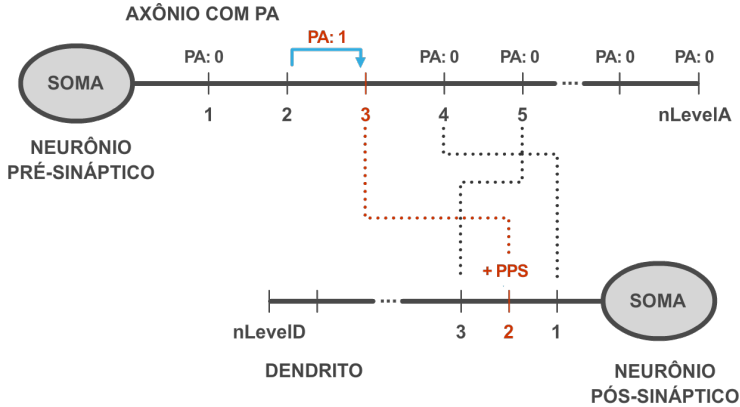 AXÔNIO COM PA
PA: 1
PA: 0 PA: 0 PA: 0 PA: 0 PA: 0
SOMA
1 2 3 4 5 nLevelA
NEURÔNIO
PRÉ-SINÁPTICO
+ PPS
SOMA
nLevelD 3 2 1
DENDRITO
NEURÔNIO
PÓS-SINÁPTICO